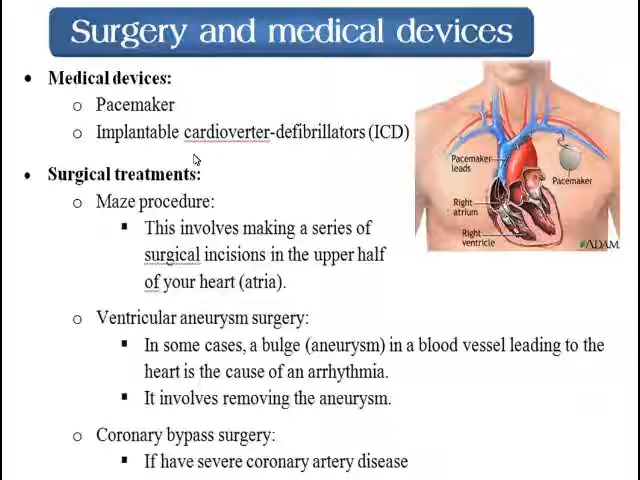 Surgery and medical devices
• Medical devices:
o Pacemaker
o Implantable cardioverter-defibrillators (ICD)
• Surgical treatments:
o Maze procedure:
▪ This involves making a series of
surgical incisions in the upper half
of your heart (atria).
o Ventricular aneurysm surgery:
▪ In some cases, a bulge (aneurysm) in a blood vessel leading to the
heart is the cause of an arrhythmia.
▪ It involves removing the aneurysm.
o Coronary bypass surgery:
▪ If have severe coronary artery disease
Pacemaker
leads
Pacemaker
Right
atrium
Right
ventricle
ADAM